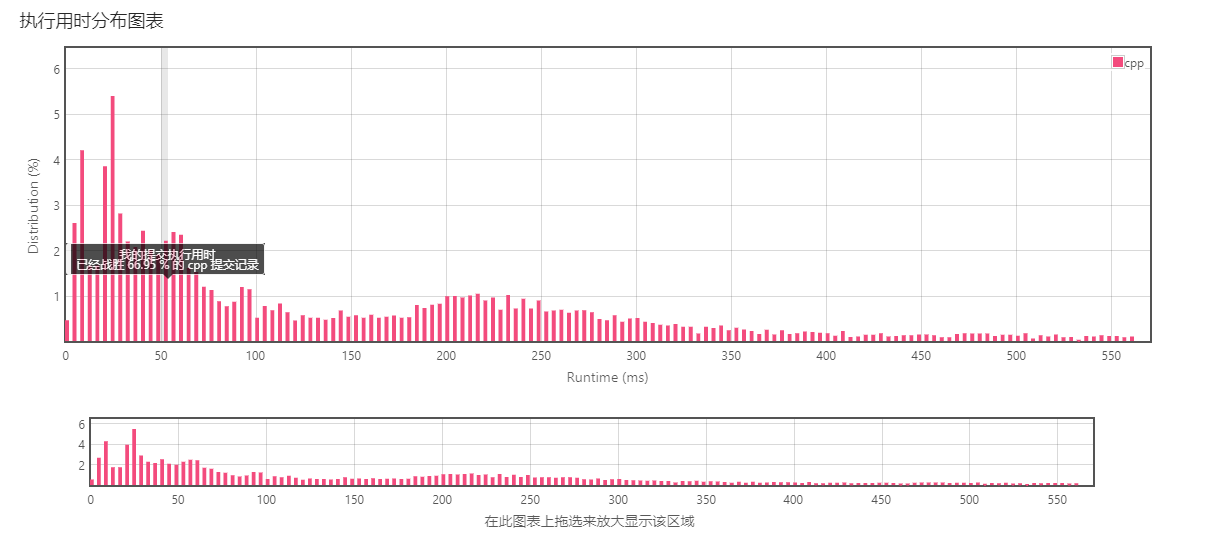 执行用时分布图表
cpp
6
5
4
3
2
1
Distribution (%)
我的提交执行用时
已经战胜 66.95 % 的 cpp 提交记录
0 50 100 150 200 250 300 350 400 450 500 550
Runtime (ms)
6
4
2
0 50 100 150 200 250 300 350 400 450 500 550
在此图表上拖选来放大显示该区域